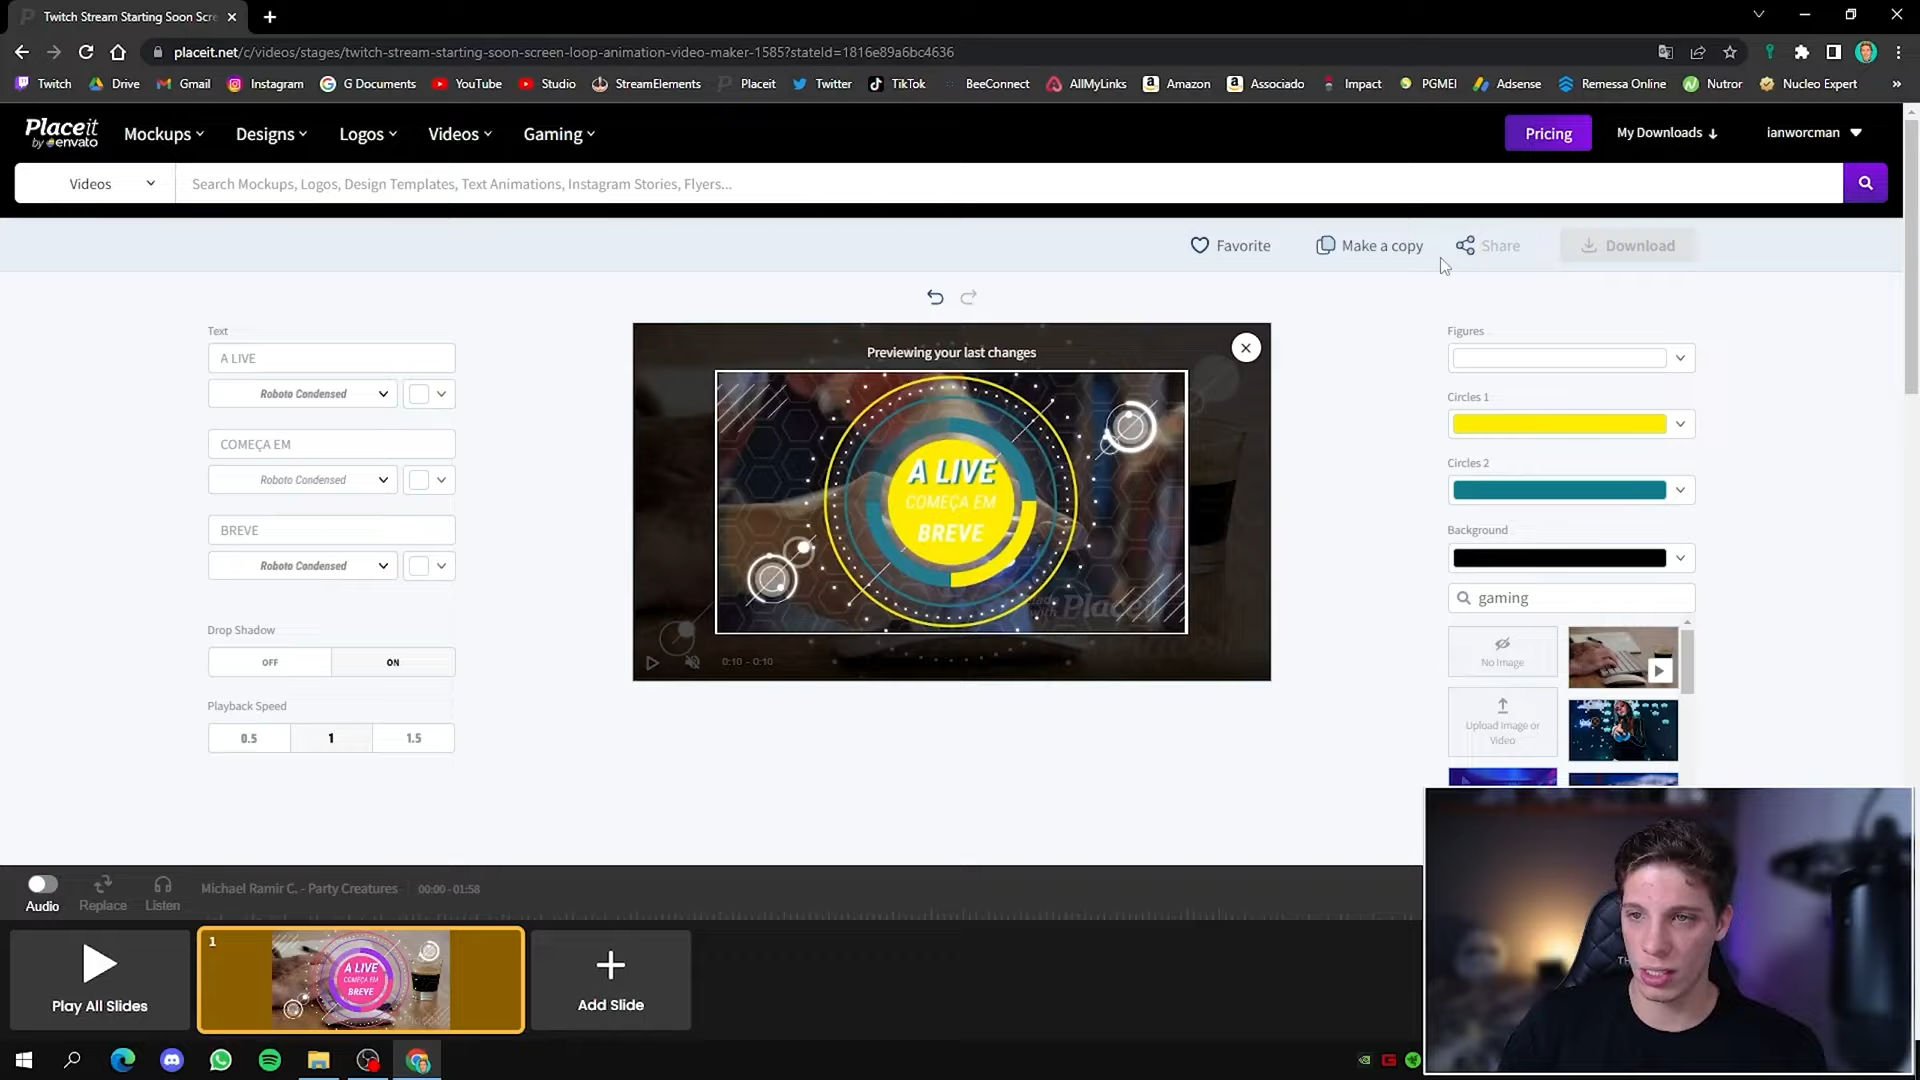 Twitch Stream Starting Soon Scre
placeit.net/c/videos/stages/twitch-stream-starting-soon-screen-loop-animation-video-maker-1585?stateId=1816e89a6bc4636
Twitch Drive Gmail Instagram G Documents YouTube Studio StreamElements Placeit Twitter TikTok BeeConnect AllMyLinks Amazon Associado Impact PGMEI Adsense Remessa Online Nutror Nucleo Expert »
Placeit
by envato
Mockups Designs Logos Videos Gaming Pricing My Downloads ianworcman
Videos Search Mockups, Logos, Design Templates, Text Animations, Instagram Stories, Flyers...
Favorite Make a copy Share Download
Text
A LIVE
Roboto Condensed
COMEÇA EM
Roboto Condensed
BREVE
Roboto Condensed
Drop Shadow
OFF ON
Playback Speed
0.5 1 1.5
Previewing your last changes
A LIVE
COMEÇA EM
BREVE
made with Placeit
0:10 - 0:10
Figures
Circles 1
Circles 2
Background
gaming
No Image
Upload Image or
Video
Audio Replace Listen Michael Ramir C. - Party Creatures 00:00 - 01:58
Play All Slides
1
A LIVE
COMEÇA EM
BREVE
Add Slide
TH